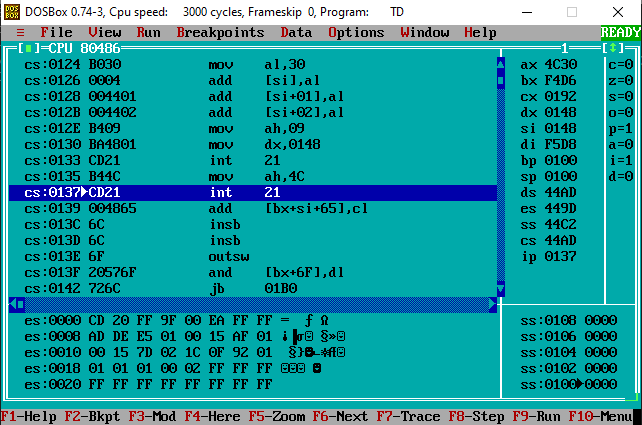 DOSBox 0.74-3, Cpu speed: 3000 cycles, Frameskip 0, Program: TD
≡ File View Run Breakpoints Data Options Window Help READY
[■]=CPU 80486 1 [↕]
cs:0124 B030 mov al,30 ax 4C30 c=0
cs:0126 0004 add [si],al bx F4D6 z=0
cs:0128 004401 add [si+01],al cx 0192 s=0
cs:012B 004402 add [si+02],al dx 0148 o=0
cs:012E B409 mov ah,09 si 0148 p=1
cs:0130 BA4801 mov dx,0148 di F5D8 a=0
cs:0133 CD21 int 21 bp 0100 i=1
cs:0135 B44C mov ah,4C sp 0100 d=0
cs:0137►CD21 int 21 ds 44AD
cs:0139 004865 add [bx+si+65],cl es 449D
cs:013C 6C insb ss 44C2
cs:013D 6C insb cs 44AD
cs:013E 6F outsw ip 0137
cs:013F 20576F and [bx+6F],dl
cs:0142 726C jb 01B0
es:0000 CD 20 FF 9F 00 EA FF FF = ƒ Ω ss:0108 0000
es:0008 AD DE E5 01 00 15 AF 01 ¡▐σ☺ §»☺ ss:0106 0000
es:0010 00 15 7D 02 1C 0F 92 01 §}☻∟☼Æ☺ ss:0104 0000
es:0018 01 01 01 00 02 FF FF FF ☺☺☺ ☻ ss:0102 0000
es:0020 FF FF FF FF FF FF FF FF ss:0100►0000
F1-Help F2-Bkpt F3-Mod F4-Here F5-Zoom F6-Next F7-Trace F8-Step F9-Run F10-Menu